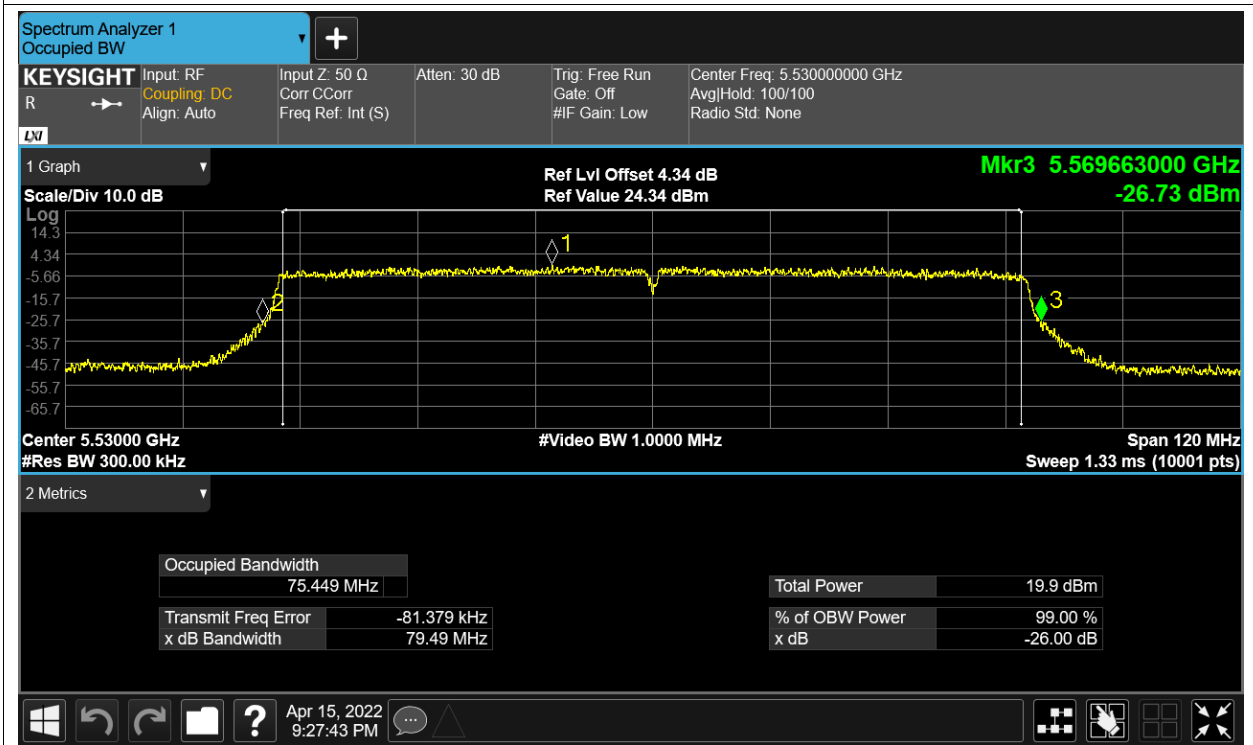 Spectrum Analyzer 1
Occupied BW
KEYSIGHT
R
LXI
Input: RF
Coupling: DC
Align: Auto
Input Z: 50 Ω
Corr CCorr
Freq Ref: Int (S)
Atten: 30 dB
Trig: Free Run
Gate: Off
#IF Gain: Low
Center Freq: 5.530000000 GHz
Avg|Hold: 100/100
Radio Std: None
1 Graph
Scale/Div 10.0 dB
Ref Lvl Offset 4.34 dB
Ref Value 24.34 dBm
Mkr3 5.569663000 GHz
-26.73 dBm
Log
14.3
4.34
-5.66
-15.7
-25.7
-35.7
-45.7
-55.7
-65.7
1
2
3
Center 5.53000 GHz
#Res BW 300.00 kHz
#Video BW 1.0000 MHz
Span 120 MHz
Sweep 1.33 ms (10001 pts)
2 Metrics
Occupied Bandwidth
75.449 MHz
Transmit Freq Error -81.379 kHz
x dB Bandwidth 79.49 MHz
Total Power 19.9 dBm
% of OBW Power 99.00 %
x dB -26.00 dB
?
Apr 15, 2022
9:27:43 PM